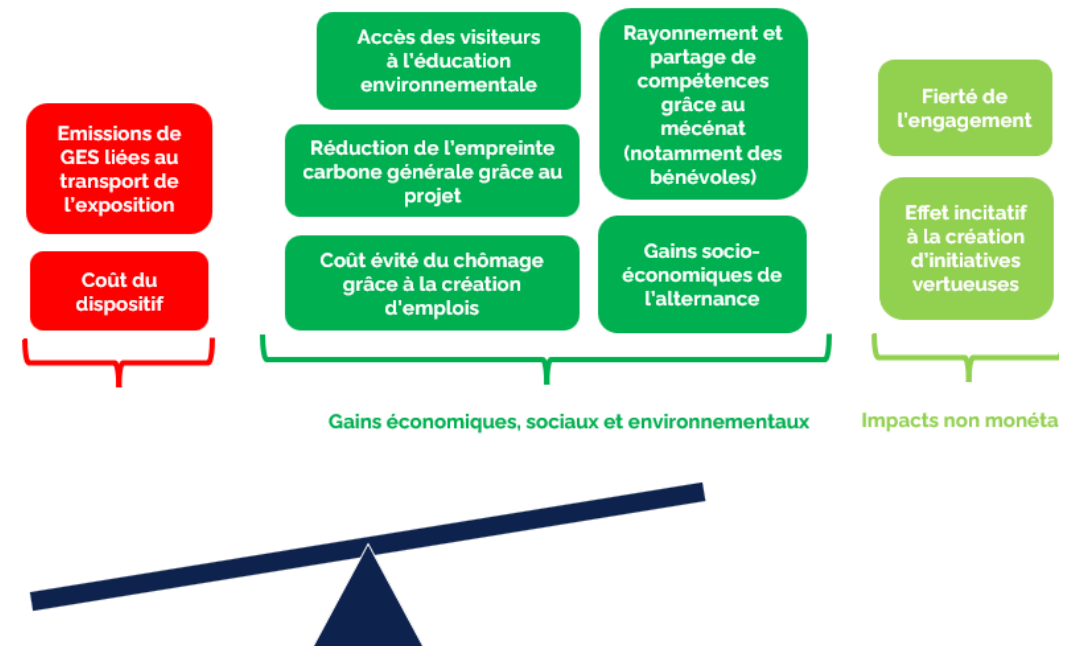 Emissions de
GES liées au
transport de
l'exposition
Coût du
dispositif
Accès des visiteurs
à l'éducation
environnementale
Réduction de l'empreinte
carbone générale grâce au
projet
Coût évité du chômage
grâce à la création
d'emplois
Rayonnement et
partage de
compétences
grâce au
mécénat
(notamment des
bénévoles)
Gains socio-
économiques de
l'alternance
Gains économiques, sociaux et environnementaux
Fierté de
l'engagement
Effet incitatif
à la création
d'initiatives
vertueuses
Impacts non monéta